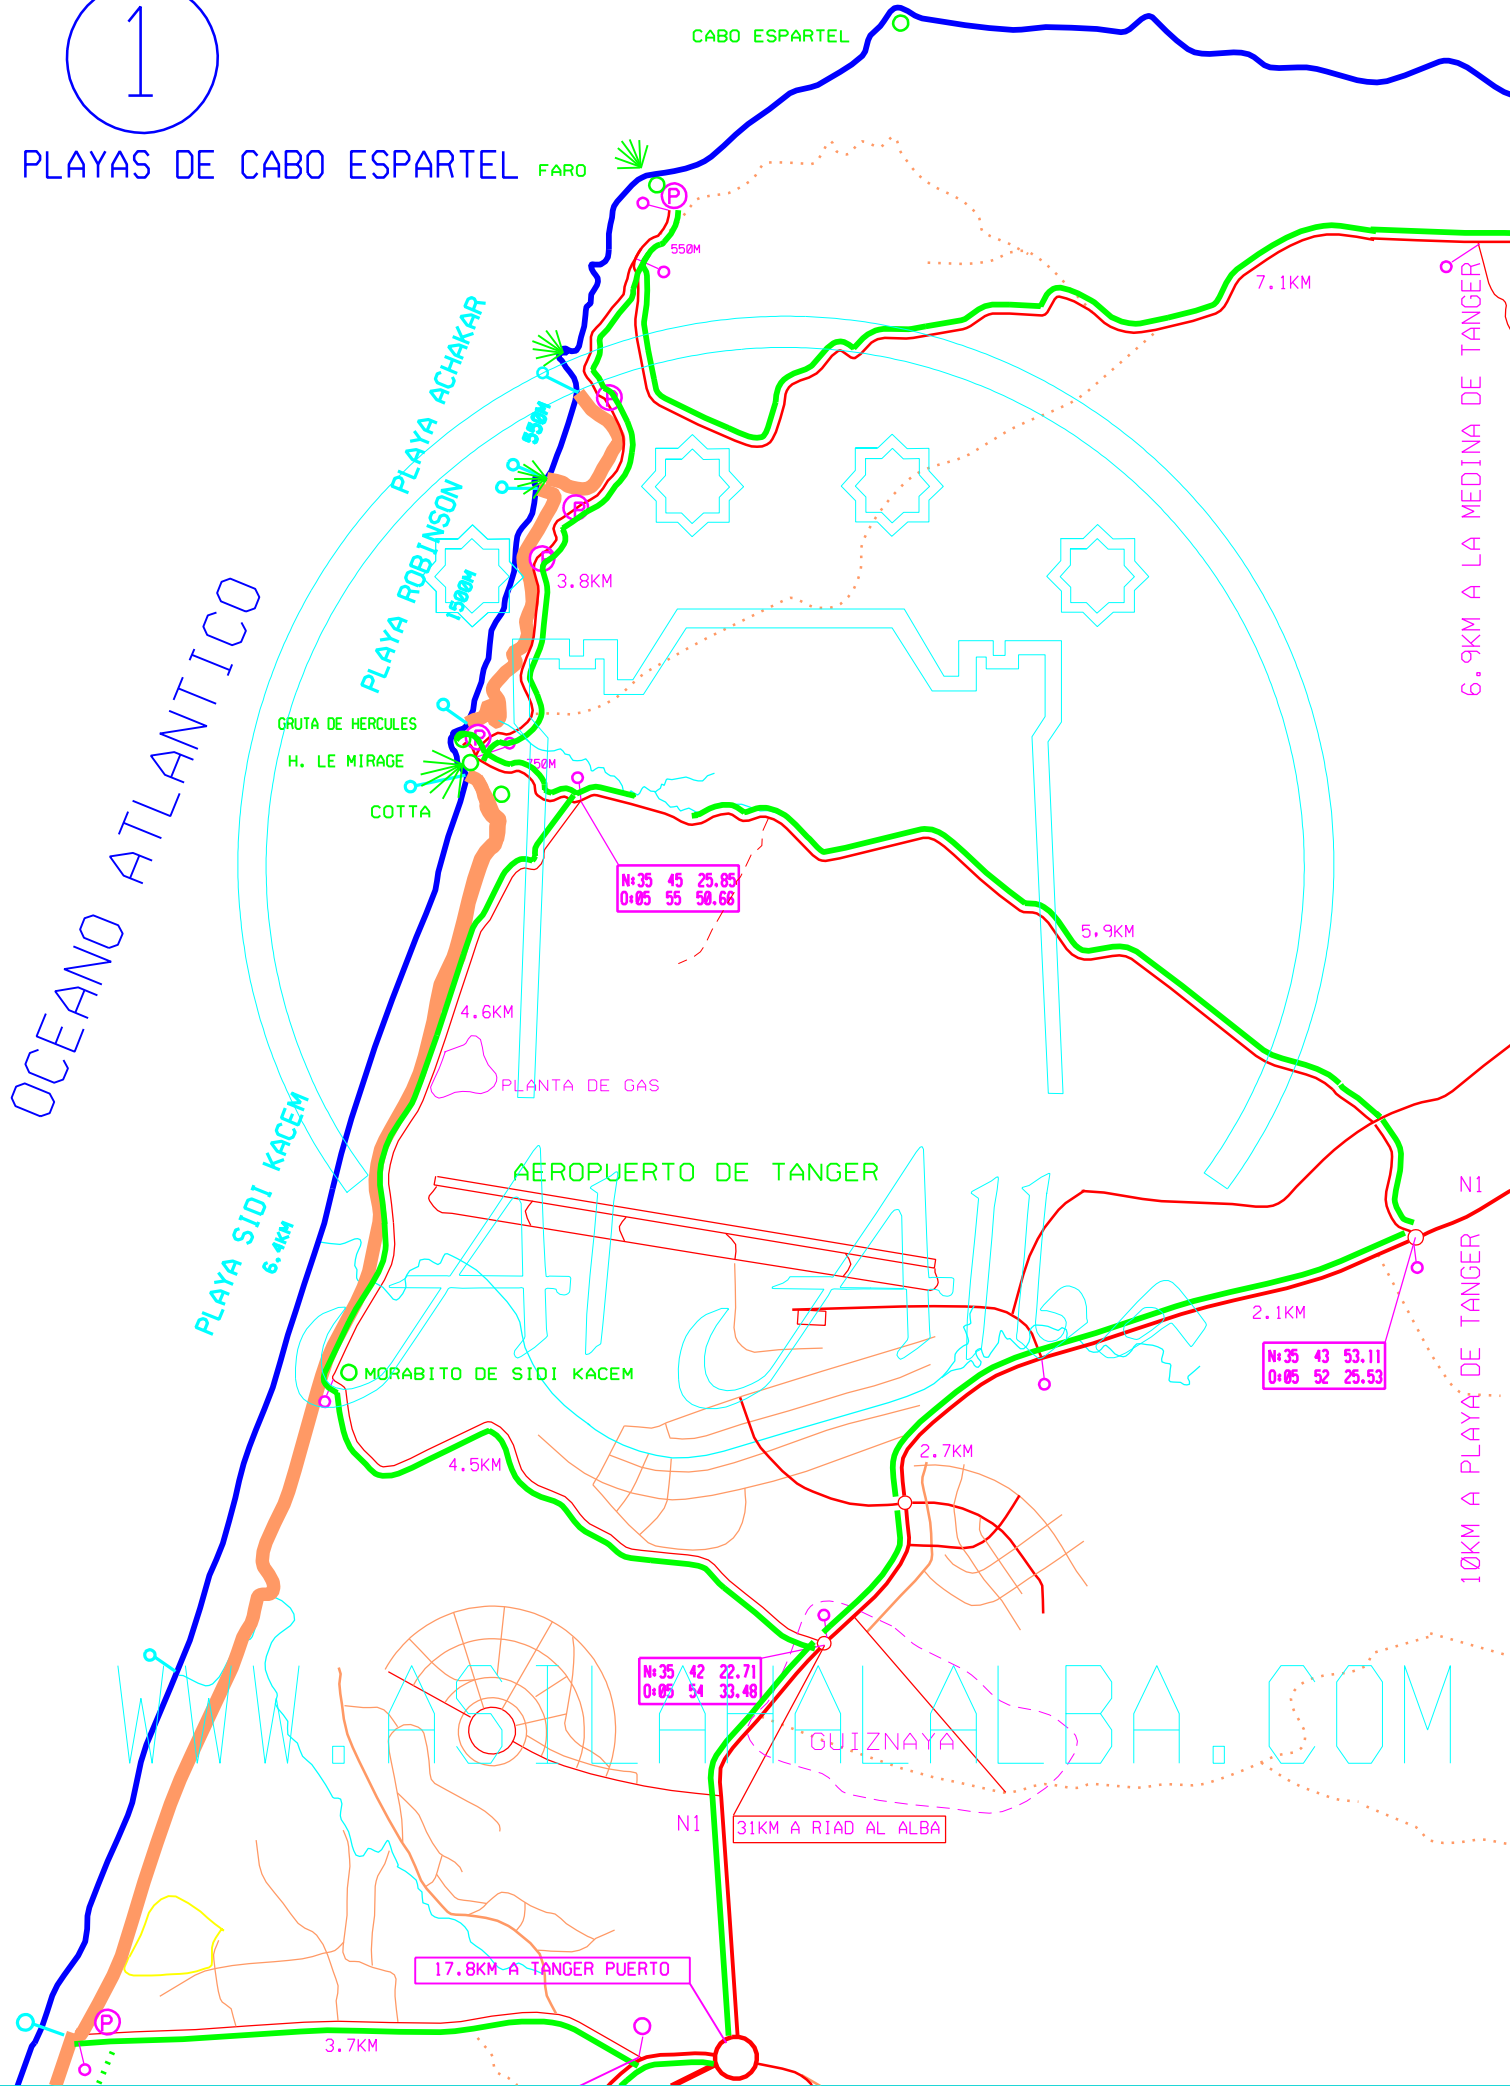 1
PLAYAS DE CABO ESPARTEL
CABO ESPARTEL
FARO
P
550M
7.1KM
6.9KM A LA MEDINA DE TANGER
PLAYA ACHAKAR
550M
P
P
P
PLAYA ROBINSON
1500M
3.8KM
OCEANO ATLANTICO
GRUTA DE HERCULES
P
H. LE MIRAGE
750M
COTTA
N:35 45 25.85
O:05 55 50.66
5.9KM
4.6KM
PLANTA DE GAS
PLAYA SIDI KACEM
6.4KM
AEROPUERTO DE TANGER
Al Alba
N1
10KM A PLAYA DE TANGER
2.1KM
N:35 43 53.11
O:05 52 25.53
MORABITO DE SIDI KACEM
4.5KM
2.7KM
N:35 42 22.71
O:05 54 33.48
WWW.ASILAHALALBA.COM
GUIZNAYA
N1
31KM A RIAD AL ALBA
17.8KM A TANGER PUERTO
P
3.7KM